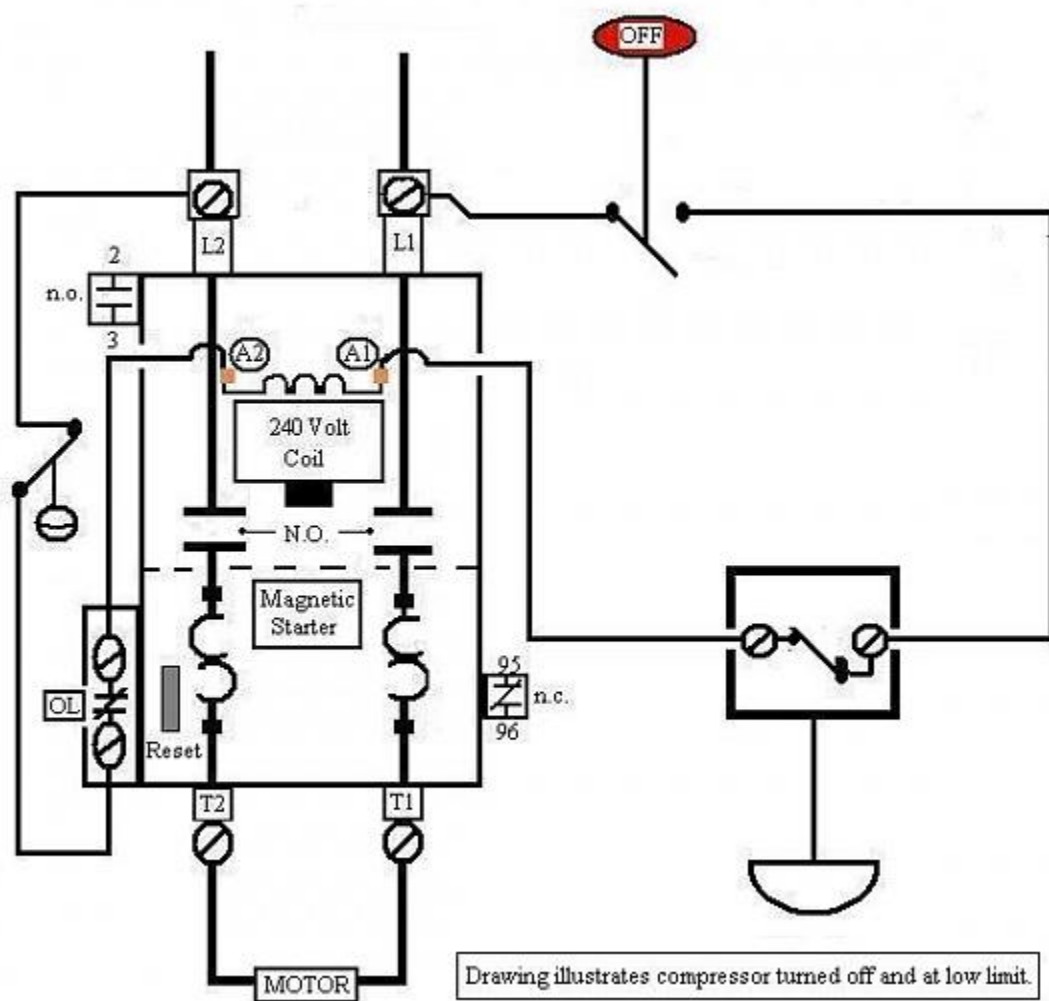 OFF
L2
L1
2
n.o.
3
A2
A1
240 Volt
Coil
N.O.
Magnetic
Starter
OL
Reset
95
n.c.
96
T2
T1
MOTOR
Drawing illustrates compressor turned off and at low limit.